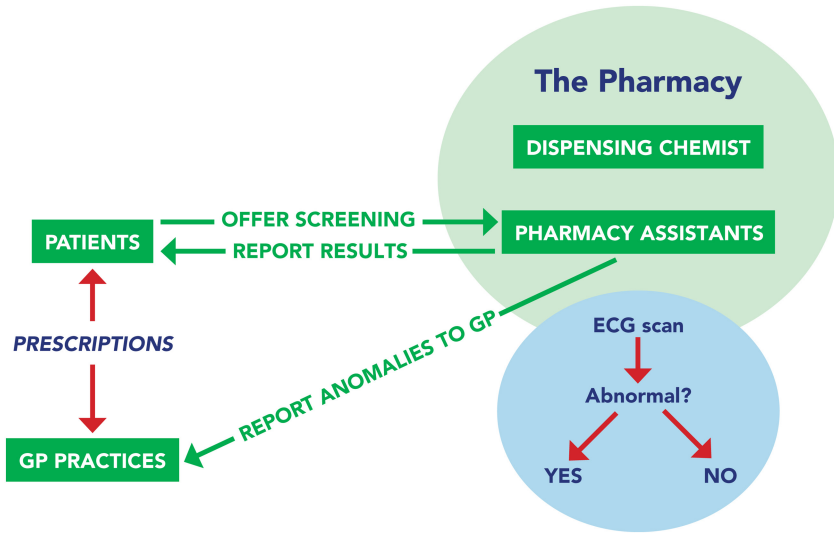 The Pharmacy
DISPENSING CHEMIST
OFFER SCREENING
PHARMACY ASSISTANTS
PATIENTS
REPORT RESULTS
PRESCRIPTIONS
REPORT ANOMALIES TO GP
GP PRACTICES
ECG scan
Abnormal?
YES
NO